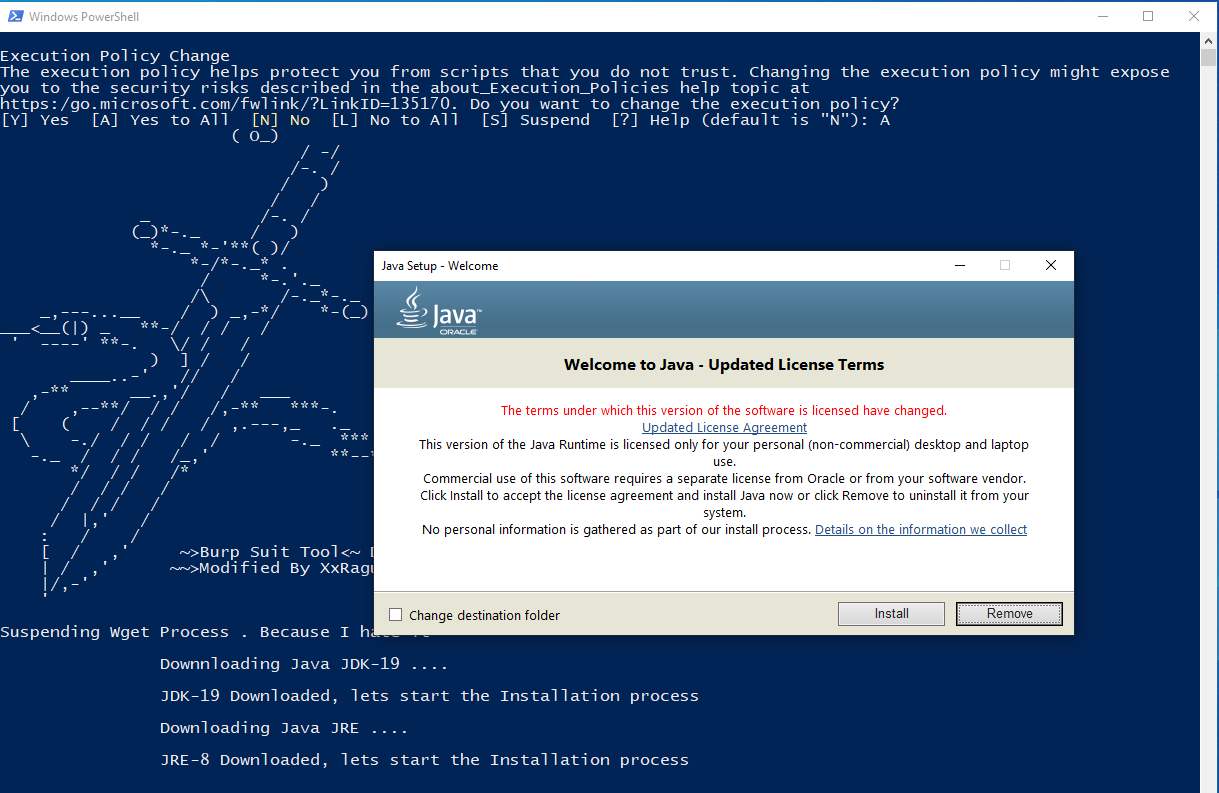 Windows PowerShell
Execution Policy Change
The execution policy helps protect you from scripts that you do not trust. Changing the execution policy might expose
you to the security risks described in the about_Execution_Policies help topic at
https:/go.microsoft.com/fwlink/?LinkID=135170. Do you want to change the execution policy?
[Y] Yes  [A] Yes to All  [N] No  [L] No to All  [S] Suspend  [?] Help (default is "N"): A
Java Setup - Welcome
Java™
ORACLE
Welcome to Java - Updated License Terms
The terms under which this version of the software is licensed have changed.
Updated License Agreement
This version of the Java Runtime is licensed only for your personal (non-commercial) desktop and laptop
use.
Commercial use of this software requires a separate license from Oracle or from your software vendor.
Click Install to accept the license agreement and install Java now or click Remove to uninstall it from your
system.
No personal information is gathered as part of our install process. Details on the information we collect
Change destination folder
Install
Remove
~>Burp Suit Tool<~
~~>Modified By
Suspending Wget Process . Because I
Downnloading Java JDK-19 ....
JDK-19 Downloaded, lets start the Installation process
Downloading Java JRE ....
JRE-8 Downloaded, lets start the Installation process